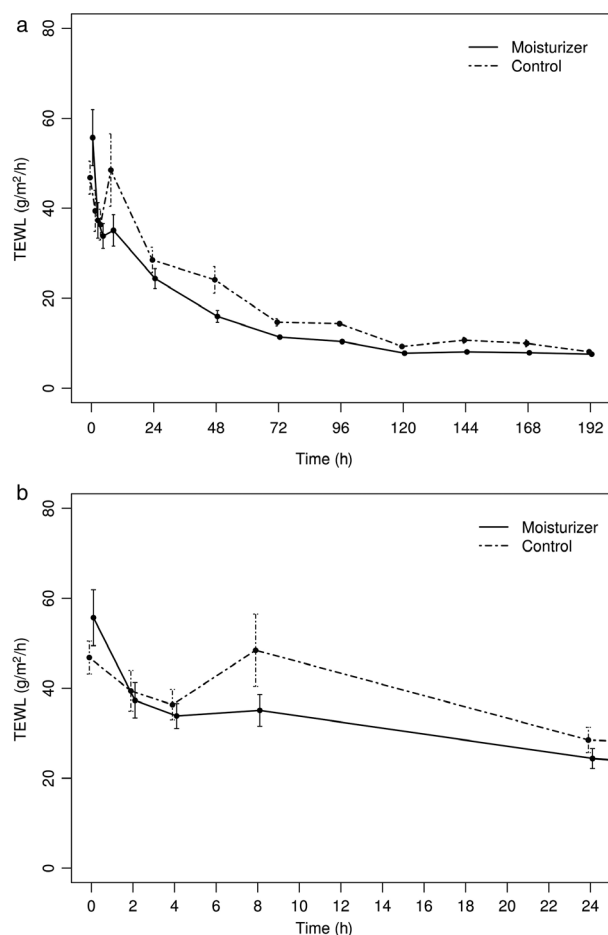 a
80
60
40
20
0
TEWL (g/m²/h)
Moisturizer
Control
0 24 48 72 96 120 144 168 192
Time (h)
b
80
60
40
20
0
TEWL (g/m²/h)
Moisturizer
Control
0 2 4 6 8 10 12 14 16 18 20 22 24
Time (h)